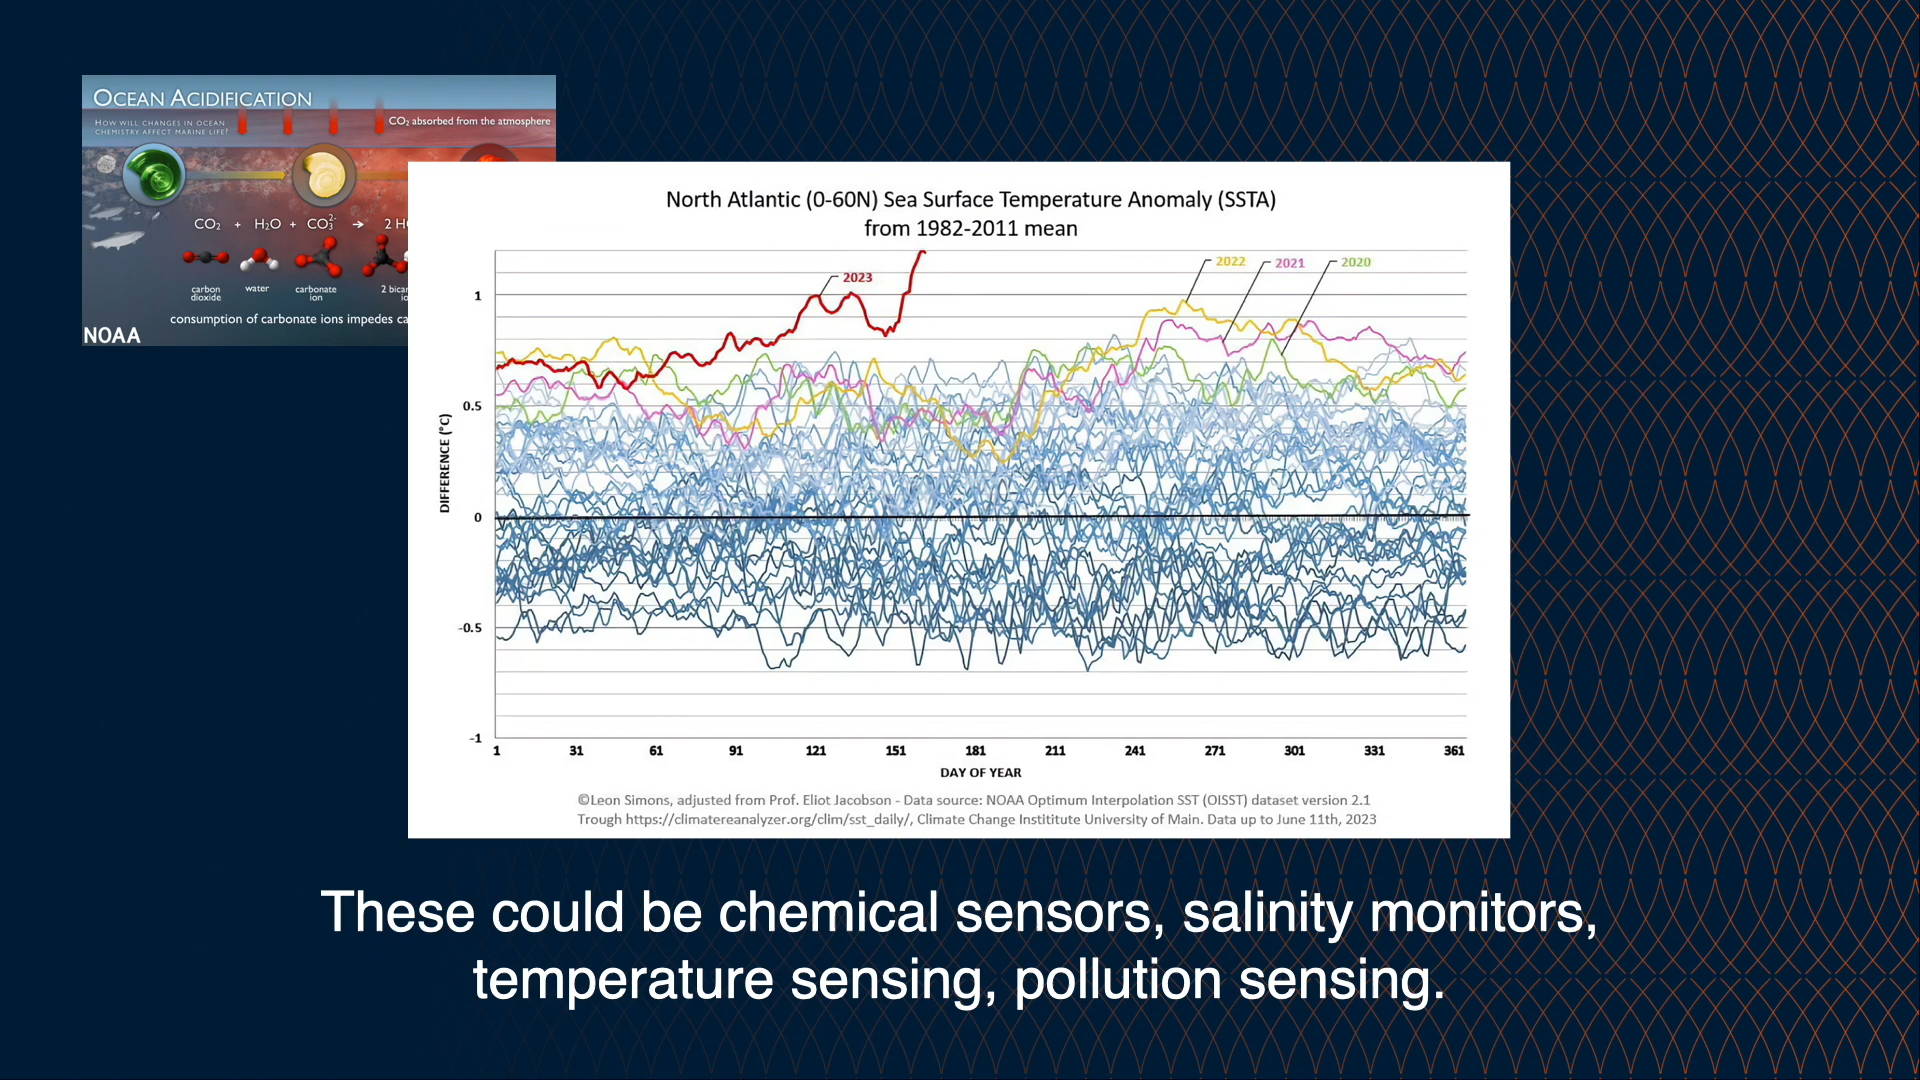 OCEAN ACIDIFICATION
HOW WILL CHANGES IN OCEAN
CHEMISTRY AFFECT MARINE LIFE?
CO2 absorbed from the atmosphere
CO2 + H2O + CO3 2- → 2 H
carbon
dioxide
water
carbonate
ion
2 bicar
consumption of carbonate ions impedes ca
NOAA
North Atlantic (0-60N) Sea Surface Temperature Anomaly (SSTA)
from 1982-2011 mean
2023
2022
2021
2020
DIFFERENCE (°C)
1
0.5
0
-0.5
-1
1 31 61 91 121 151 181 211 241 271 301 331 361
DAY OF YEAR
©Leon Simons, adjusted from Prof. Eliot Jacobson - Data source: NOAA Optimum Interpolation SST (OISST) dataset version 2.1
Trough https://climatereanalyzer.org/clim/sst_daily/, Climate Change Instititute University of Main. Data up to June 11th, 2023
These could be chemical sensors, salinity monitors,
temperature sensing, pollution sensing.